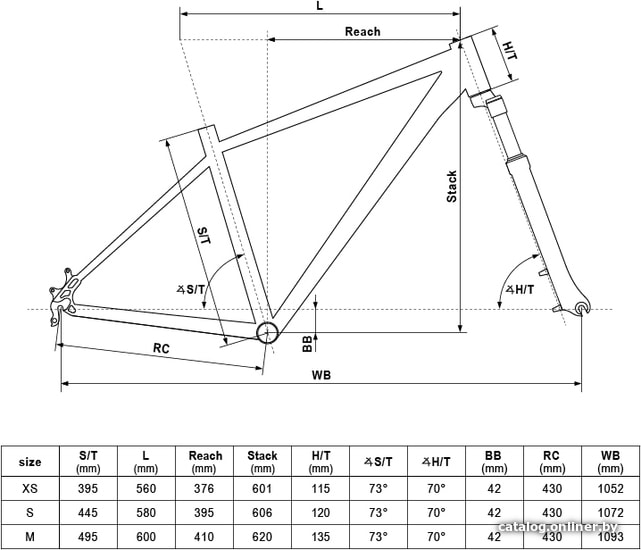 L
Reach
H/T
Stack
S/T
∡S/T
∡H/T
BB
RC
WB
size S/T (mm) L (mm) Reach (mm) Stack (mm) H/T (mm) ∡S/T ∡H/T BB (mm) RC (mm) WB (mm)
XS 395 560 376 601 115 73° 70° 42 430 1052
S 445 580 395 606 120 73° 70° 42 430 1072
M 495 600 410 620 135 73° 70° 42 430 1093
catalog.onliner.by